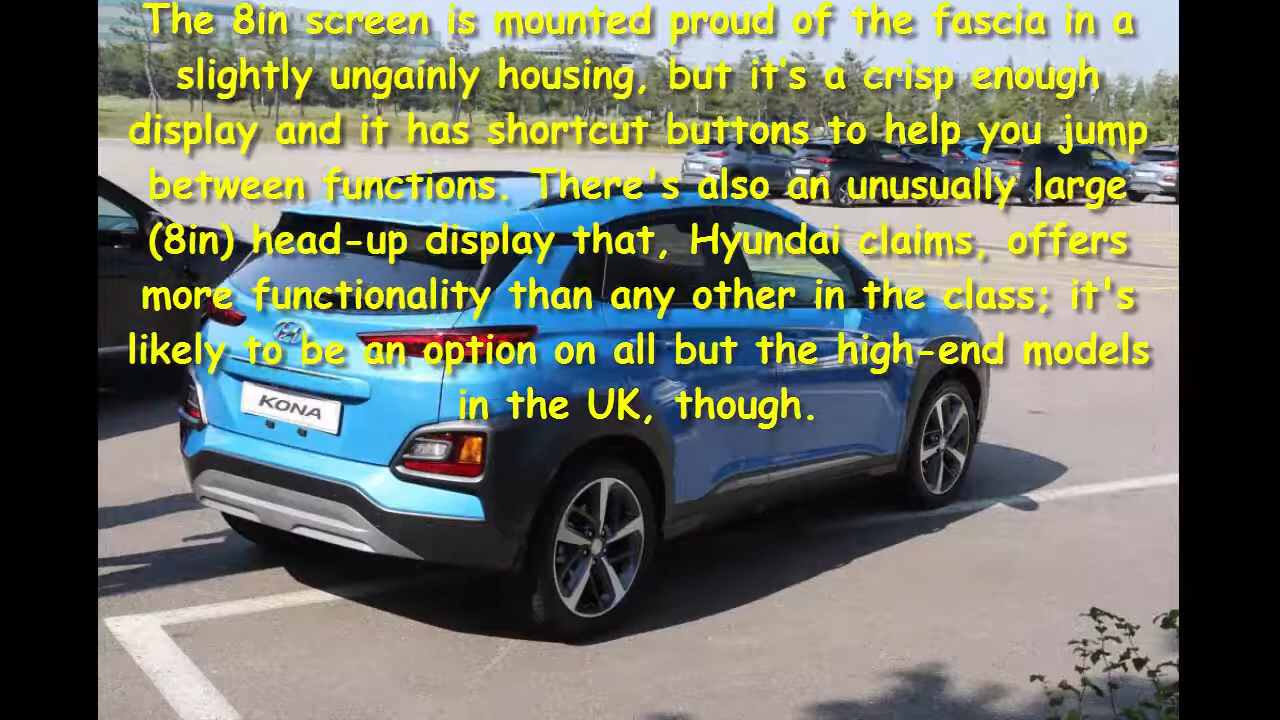 The 8in screen is mounted proud of the fascia in a
slightly ungainly housing, but it's a crisp enough
display and it has shortcut buttons to help you jump
between functions. There's also an unusually large
(8in) head-up display that, Hyundai claims, offers
more functionality than any other in the class; it's
likely to be an option on all but the high-end models
in the UK, though.
KONA